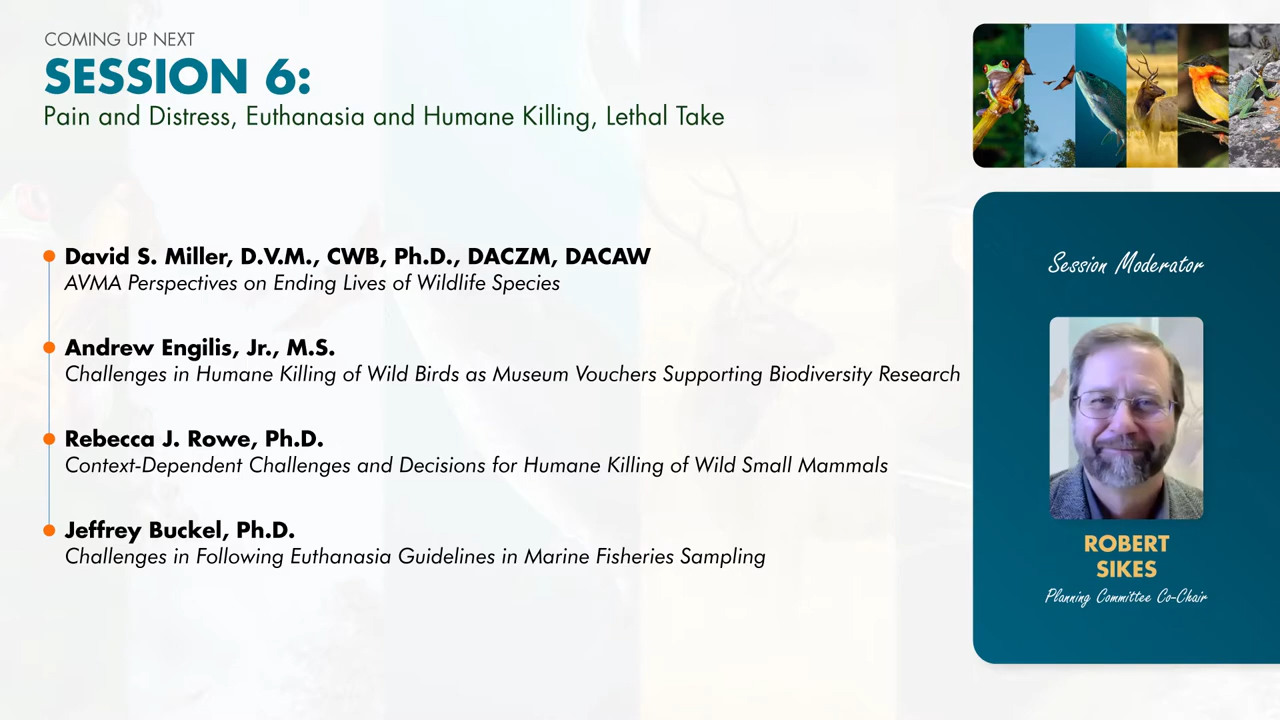 COMING UP NEXT
SESSION 6:
Pain and Distress, Euthanasia and Humane Killing, Lethal Take
David S. Miller, D.V.M., CWB, Ph.D., DACZM, DACAW
AVMA Perspectives on Ending Lives of Wildlife Species
Andrew Engilis, Jr., M.S.
Challenges in Humane Killing of Wild Birds as Museum Vouchers Supporting Biodiversity Research
Rebecca J. Rowe, Ph.D.
Context-Dependent Challenges and Decisions for Humane Killing of Wild Small Mammals
Jeffrey Buckel, Ph.D.
Challenges in Following Euthanasia Guidelines in Marine Fisheries Sampling
Session Moderator
ROBERT
SIKES
Planning Committee Co-Chair